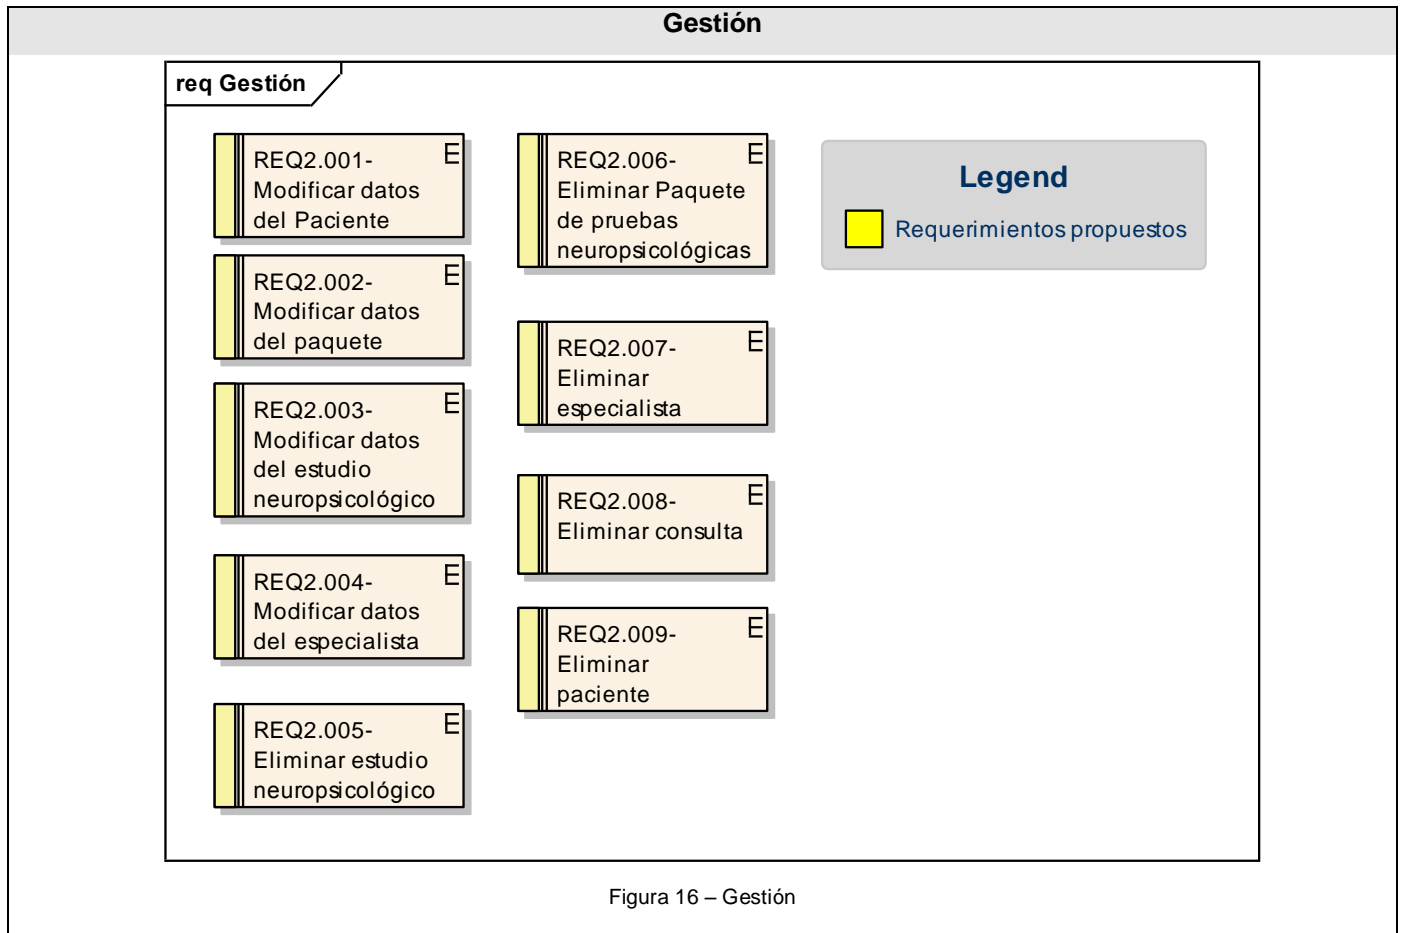 Gestión
req Gestión
REQ2.001-
Modificar datos
del Paciente
E
REQ2.002-
Modificar datos
del paquete
E
REQ2.003-
Modificar datos
del estudio
neuropsicológico
E
REQ2.004-
Modificar datos
del especialista
E
REQ2.005-
Eliminar estudio
neuropsicológico
E
REQ2.006-
Eliminar Paquete
de pruebas
neuropsicológicas
E
REQ2.007-
Eliminar
especialista
E
REQ2.008-
Eliminar consulta
E
REQ2.009-
Eliminar
paciente
E
Legend
Requerimientos propuestos
Figura 16 – Gestión